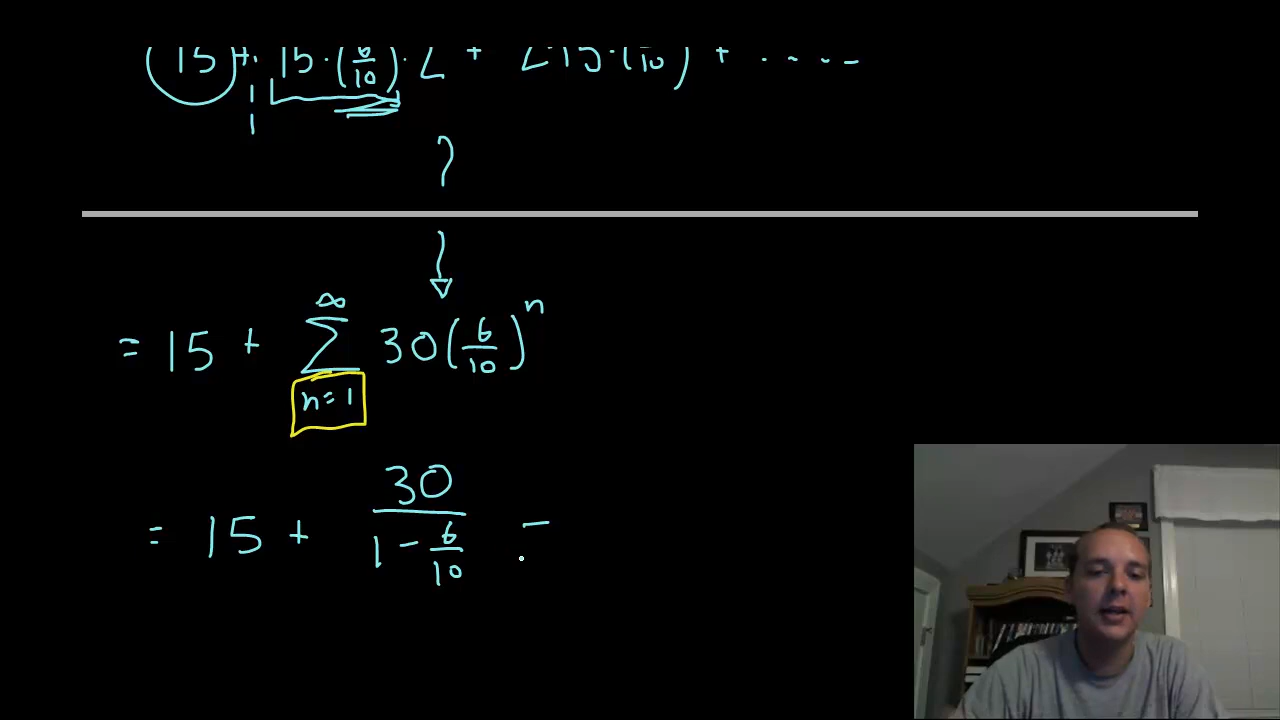 15 + 15 · (6/10) · 2 + 2 · 15 · (6/10) + ....
?
∞
= 15 + Σ 30(6/10)^n
n = 1
= 15 + 30/(1 - 6/10) -